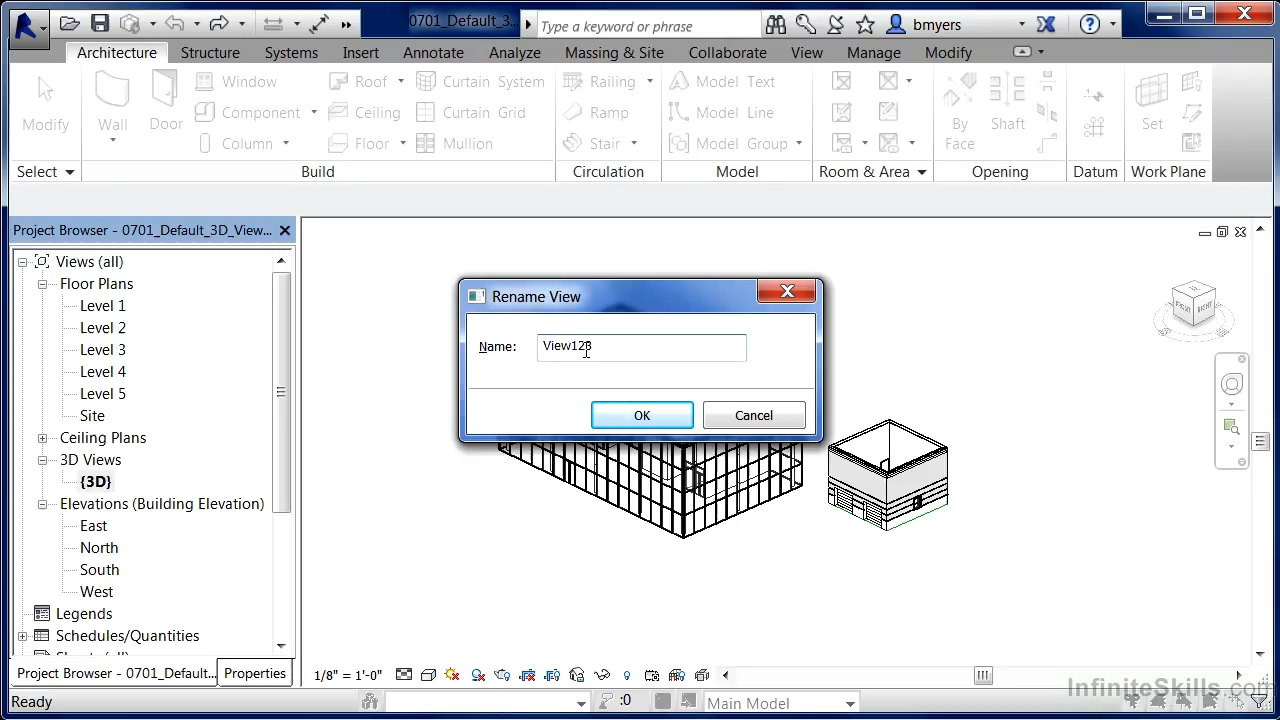 0701_Default_3...
Type a keyword or phrase
bmyers
Architecture Structure Systems Insert Annotate Analyze Massing & Site Collaborate View Manage Modify
Modify
Wall
Door
Window
Component
Column
Roof
Ceiling
Floor
Curtain System
Curtain Grid
Mullion
Railing
Ramp
Stair
Model Text
Model Line
Model Group
By Face
Shaft
Set
Select Build Circulation Model Room & Area Opening Datum Work Plane
Project Browser - 0701_Default_3D_View...
Views (all)
Floor Plans
Level 1
Level 2
Level 3
Level 4
Level 5
Site
Ceiling Plans
3D Views
{3D}
Elevations (Building Elevation)
East
North
South
West
Legends
Schedules/Quantities
Project Browser - 0701_Default... Properties
Rename View
Name: View123
OK Cancel
FRONT RIGHT
1/8" = 1'-0"
Ready
:0
Main Model
InfiniteSkills.com